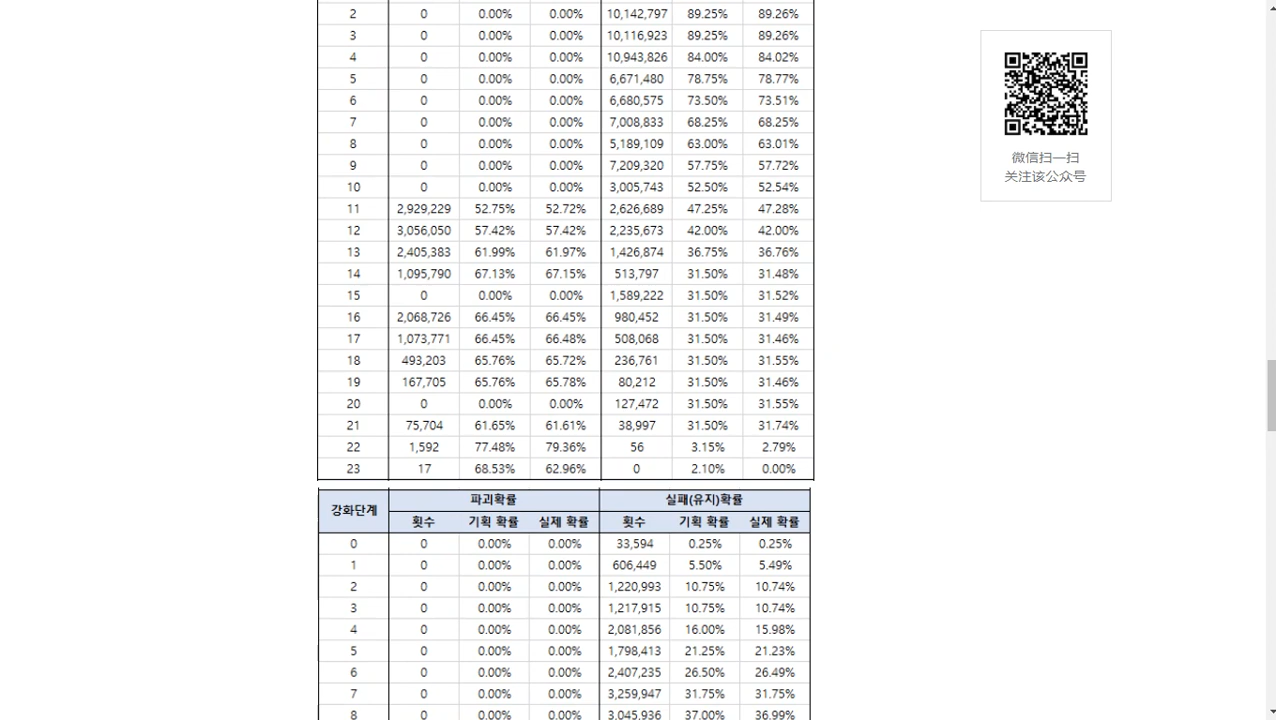 2 0 0.00% 0.00% 10,142,797 89.25% 89.26%
3 0 0.00% 0.00% 10,116,923 89.25% 89.26%
4 0 0.00% 0.00% 10,943,826 84.00% 84.02%
5 0 0.00% 0.00% 6,671,480 78.75% 78.77%
6 0 0.00% 0.00% 6,680,575 73.50% 73.51%
7 0 0.00% 0.00% 7,008,833 68.25% 68.25%
8 0 0.00% 0.00% 5,189,109 63.00% 63.01%
9 0 0.00% 0.00% 7,209,320 57.75% 57.72%
10 0 0.00% 0.00% 3,005,743 52.50% 52.54%
11 2,929,229 52.75% 52.72% 2,626,689 47.25% 47.28%
12 3,056,050 57.42% 57.42% 2,235,673 42.00% 42.00%
13 2,405,383 61.99% 61.97% 1,426,874 36.75% 36.76%
14 1,095,790 67.13% 67.15% 513,797 31.50% 31.48%
15 0 0.00% 0.00% 1,589,222 31.50% 31.52%
16 2,068,726 66.45% 66.45% 980,452 31.50% 31.49%
17 1,073,771 66.45% 66.48% 508,068 31.50% 31.46%
18 493,203 65.76% 65.72% 236,761 31.50% 31.55%
19 167,705 65.76% 65.78% 80,212 31.50% 31.46%
20 0 0.00% 0.00% 127,472 31.50% 31.55%
21 75,704 61.65% 61.61% 38,997 31.50% 31.74%
22 1,592 77.48% 79.36% 56 3.15% 2.79%
23 17 68.53% 62.96% 0 2.10% 0.00%
강화단계 파괴확률 실패(유지)확률
횟수 기획 확률 실제 확률 횟수 기획 확률 실제 확률
0 0 0.00% 0.00% 33,594 0.25% 0.25%
1 0 0.00% 0.00% 606,449 5.50% 5.49%
2 0 0.00% 0.00% 1,220,993 10.75% 10.74%
3 0 0.00% 0.00% 1,217,915 10.75% 10.74%
4 0 0.00% 0.00% 2,081,856 16.00% 15.98%
5 0 0.00% 0.00% 1,798,413 21.25% 21.23%
6 0 0.00% 0.00% 2,407,235 26.50% 26.49%
7 0 0.00% 0.00% 3,259,947 31.75% 31.75%
8 0 0.00% 0.00% 3,045,936 37.00% 36.99%
微信扫一扫
关注该公众号